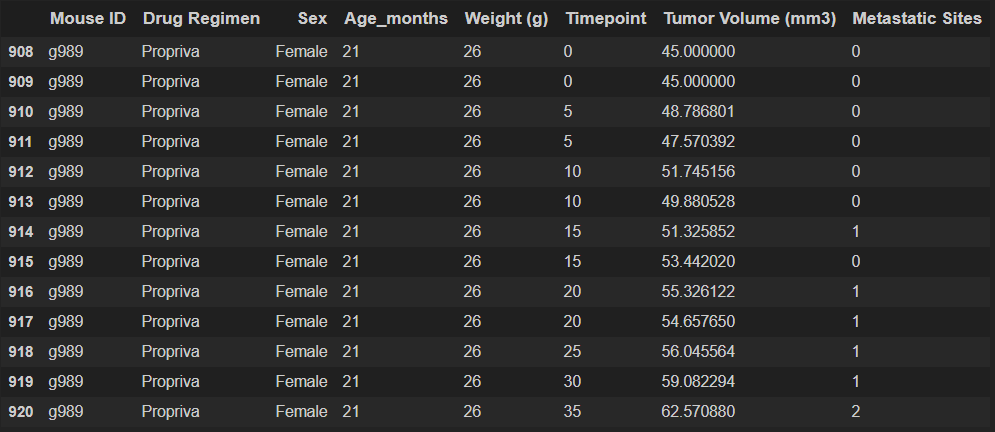 Mouse ID Drug Regimen Sex Age_months Weight (g) Timepoint Tumor Volume (mm3) Metastatic Sites
908 g989 Propriva Female 21 26 0 45.000000 0
909 g989 Propriva Female 21 26 0 45.000000 0
910 g989 Propriva Female 21 26 5 48.786801 0
911 g989 Propriva Female 21 26 5 47.570392 0
912 g989 Propriva Female 21 26 10 51.745156 0
913 g989 Propriva Female 21 26 10 49.880528 0
914 g989 Propriva Female 21 26 15 51.325852 1
915 g989 Propriva Female 21 26 15 53.442020 0
916 g989 Propriva Female 21 26 20 55.326122 1
917 g989 Propriva Female 21 26 20 54.657650 1
918 g989 Propriva Female 21 26 25 56.045564 1
919 g989 Propriva Female 21 26 30 59.082294 1
920 g989 Propriva Female 21 26 35 62.570880 2